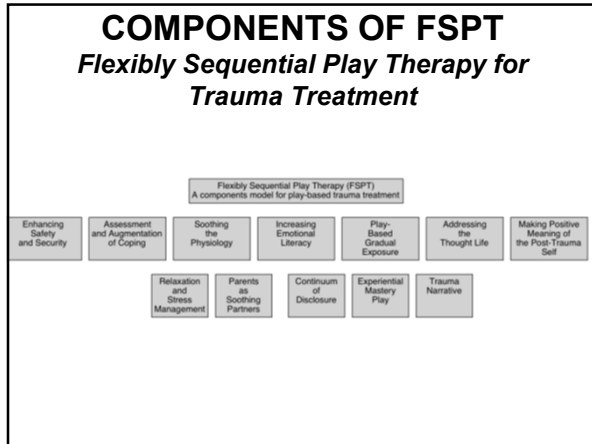 COMPONENTS OF FSPT
Flexibly Sequential Play Therapy for
Trauma Treatment
Flexibly Sequential Play Therapy (FSPT)
A components model for play-based trauma treatment
Enhancing
Safety
and Security
Assessment
and Augmentation
of Coping
Soothing
the
Physiology
Increasing
Emotional
Literacy
Play-
Based
Gradual
Exposure
Addressing
the
Thought Life
Making Positive
Meaning of
the Post-Trauma
Self
Relaxation
and
Stress
Management
Parents
as
Soothing
Partners
Continuum
of
Disclosure
Experiential
Mastery
Play
Trauma
Narrative